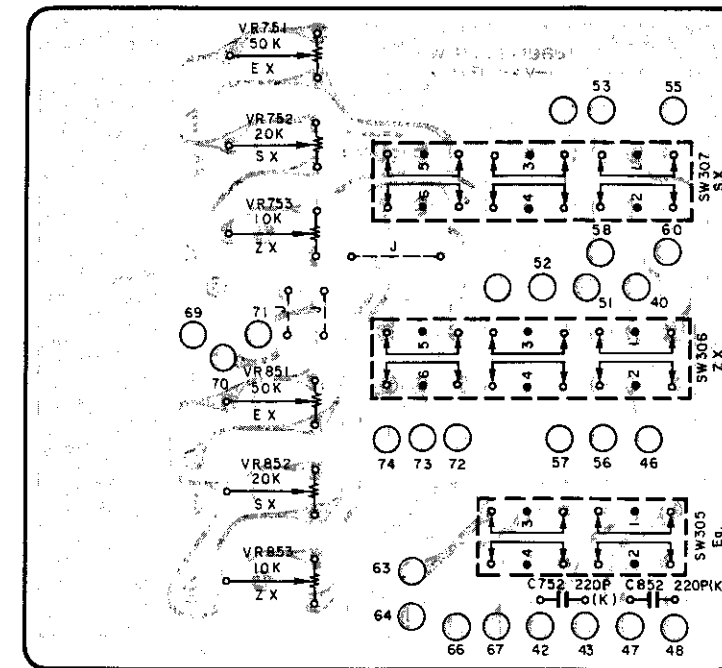 VR751
50K
EX
VR752
20K
SX
VR753
10K
ZX
53
55
5
3
1
6
4
2
SW307
SX
J
58
60
52
51
40
69
71
J
J
70
5
3
1
6
4
2
SW306
ZX
VR851
50K
EX
74
73
72
57
56
46
VR852
20K
SX
3
1
4
2
SW305
Eq.
VR853
10K
ZX
63
C752 220P
(K)
C852 220P(K
64
66
67
42
43
47
48